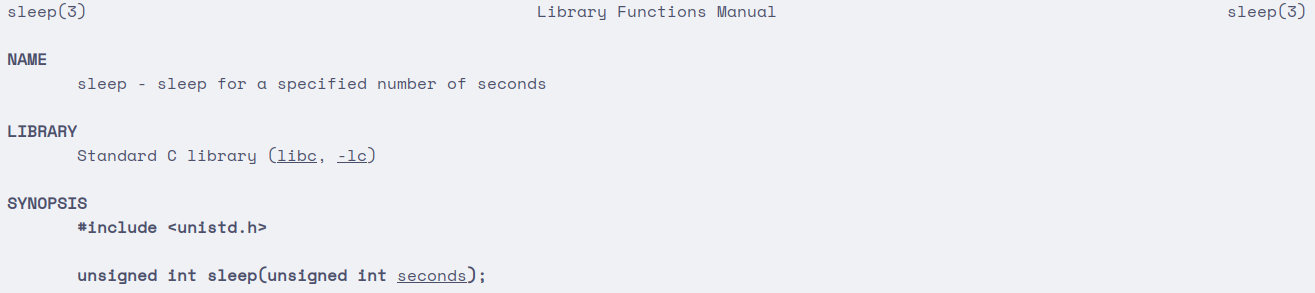 sleep(3) Library Functions Manual sleep(3)
NAME
sleep - sleep for a specified number of seconds
LIBRARY
Standard C library (libc, -lc)
SYNOPSIS
#include <unistd.h>
unsigned int sleep(unsigned int seconds);